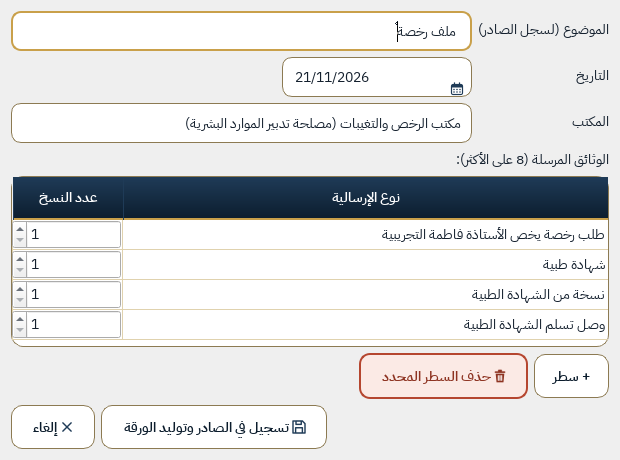 الموضوع (لسجل الصادر) ملف رخصة
التاريخ 21/11/2026
المكتب مكتب الرخص والتغيبات (مصلحة تدبير الموارد البشرية)
الوثائق المرسلة (8 على الأكثر):
نوع الإرسالية عدد النسخ
طلب رخصة يخص الأستاذة فاطمة التجريبية 1
شهادة طبية 1
نسخة من الشهادة الطبية 1
وصل تسلم الشهادة الطبية 1
+ سطر حذف السطر المحدد
تسجيل في الصادر وتوليد الورقة إلغاء